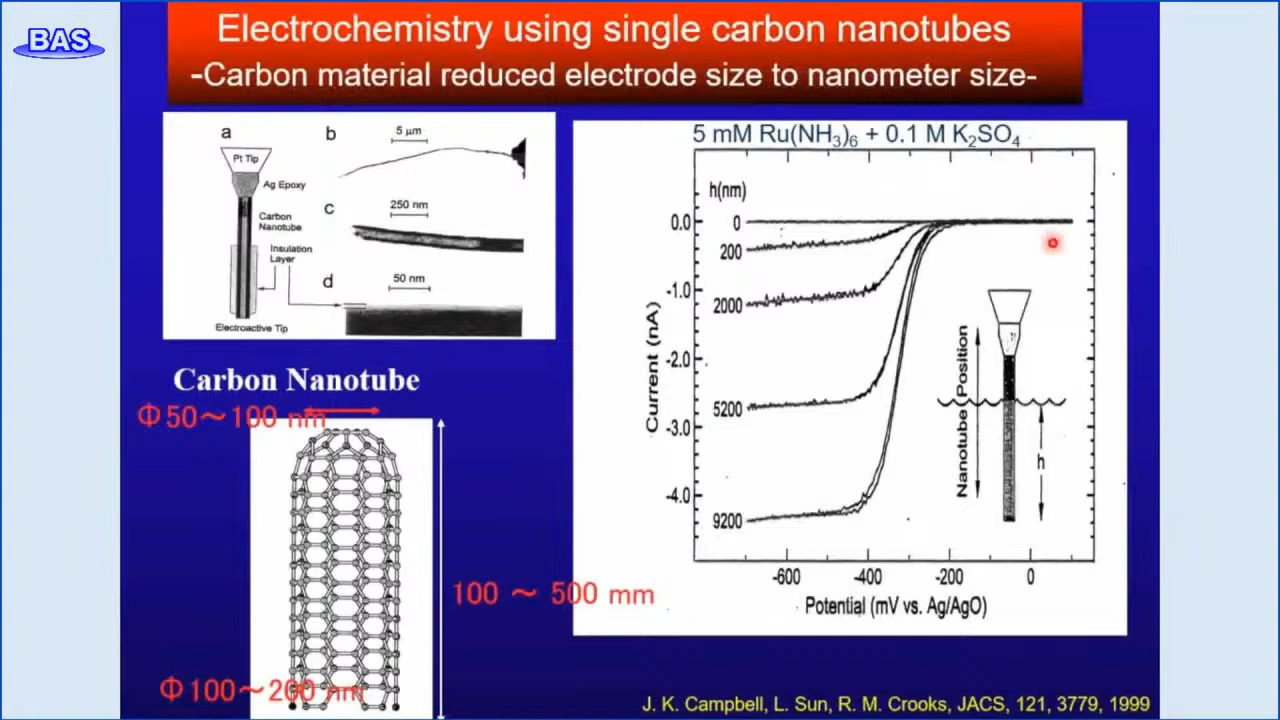 BAS
Electrochemistry using single carbon nanotubes
-Carbon material reduced electrode size to nanometer size-
a
Pt Tip
Ag Epoxy
Carbon
Nanotube
Insulation
Layer
Electroactive Tip
b
5 μm
c
250 nm
d
50 nm
Carbon Nanotube
Φ50~100 nm
100 ~ 500 mm
Φ100~200 nm
5 mM Ru(NH3)6 + 0.1 M K2SO4
h(nm)
0
200
2000
5200
9200
0.0
-1.0
-2.0
-3.0
-4.0
Current (nA)
Nanotube Position
h
-600
-400
-200
0
Potential (mV vs. Ag/AgO)
J. K. Campbell, L. Sun, R. M. Crooks, JACS, 121, 3779, 1999